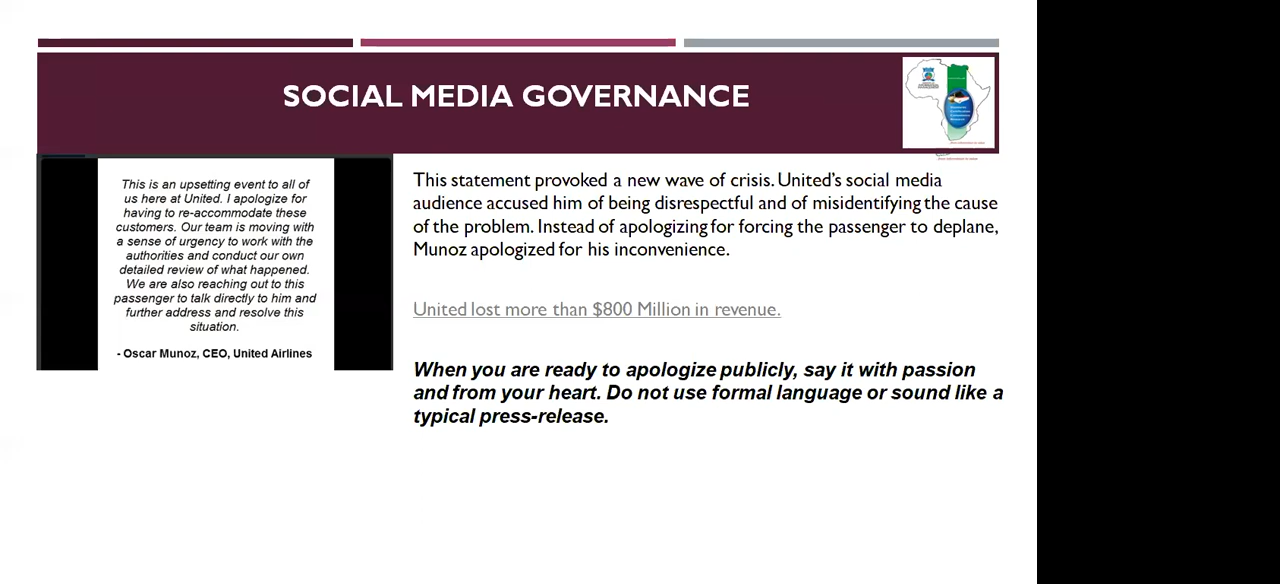 SOCIAL MEDIA GOVERNANCE
This is an upsetting event to all of
us here at United. I apologize for
having to re-accommodate these
customers. Our team is moving with
a sense of urgency to work with the
authorities and conduct our own
detailed review of what happened.
We are also reaching out to this
passenger to talk directly to him and
further address and resolve this
situation.
- Oscar Munoz, CEO, United Airlines
This statement provoked a new wave of crisis. United's social media
audience accused him of being disrespectful and of misidentifying the cause
of the problem. Instead of apologizing for forcing the passenger to deplane,
Munoz apologized for his inconvenience.
United lost more than $800 Million in revenue.
When you are ready to apologize publicly, say it with passion
and from your heart. Do not use formal language or sound like a
typical press-release.